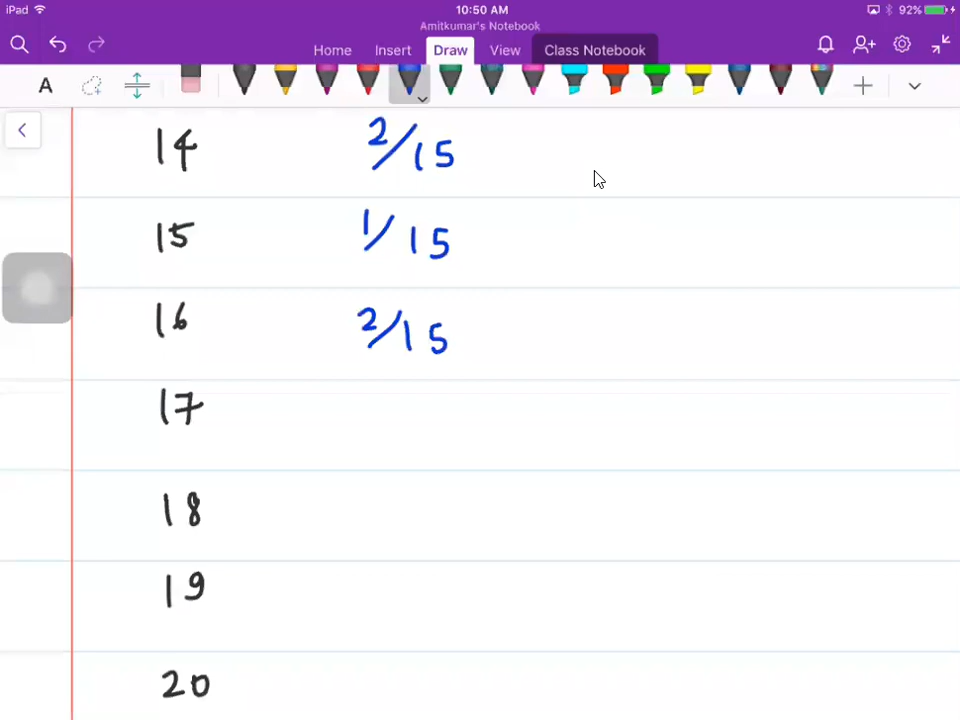 iPad 10:50 AM 92%
Amitkumar's Notebook
Home Insert Draw View Class Notebook
A
14 2/15
15 1/15
16 2/15
17
18
19
20